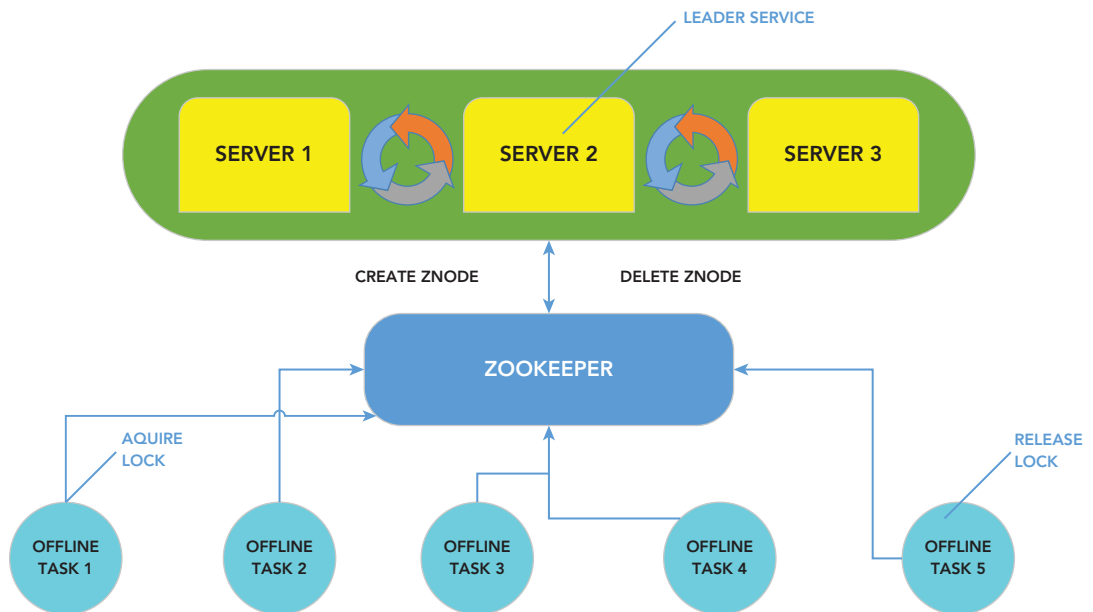 LEADER SERVICE
SERVER 1
SERVER 2
SERVER 3
CREATE ZNODE
DELETE ZNODE
ZOOKEEPER
AQUIRE
LOCK
RELEASE
LOCK
OFFLINE
TASK 1
OFFLINE
TASK 2
OFFLINE
TASK 3
OFFLINE
TASK 4
OFFLINE
TASK 5